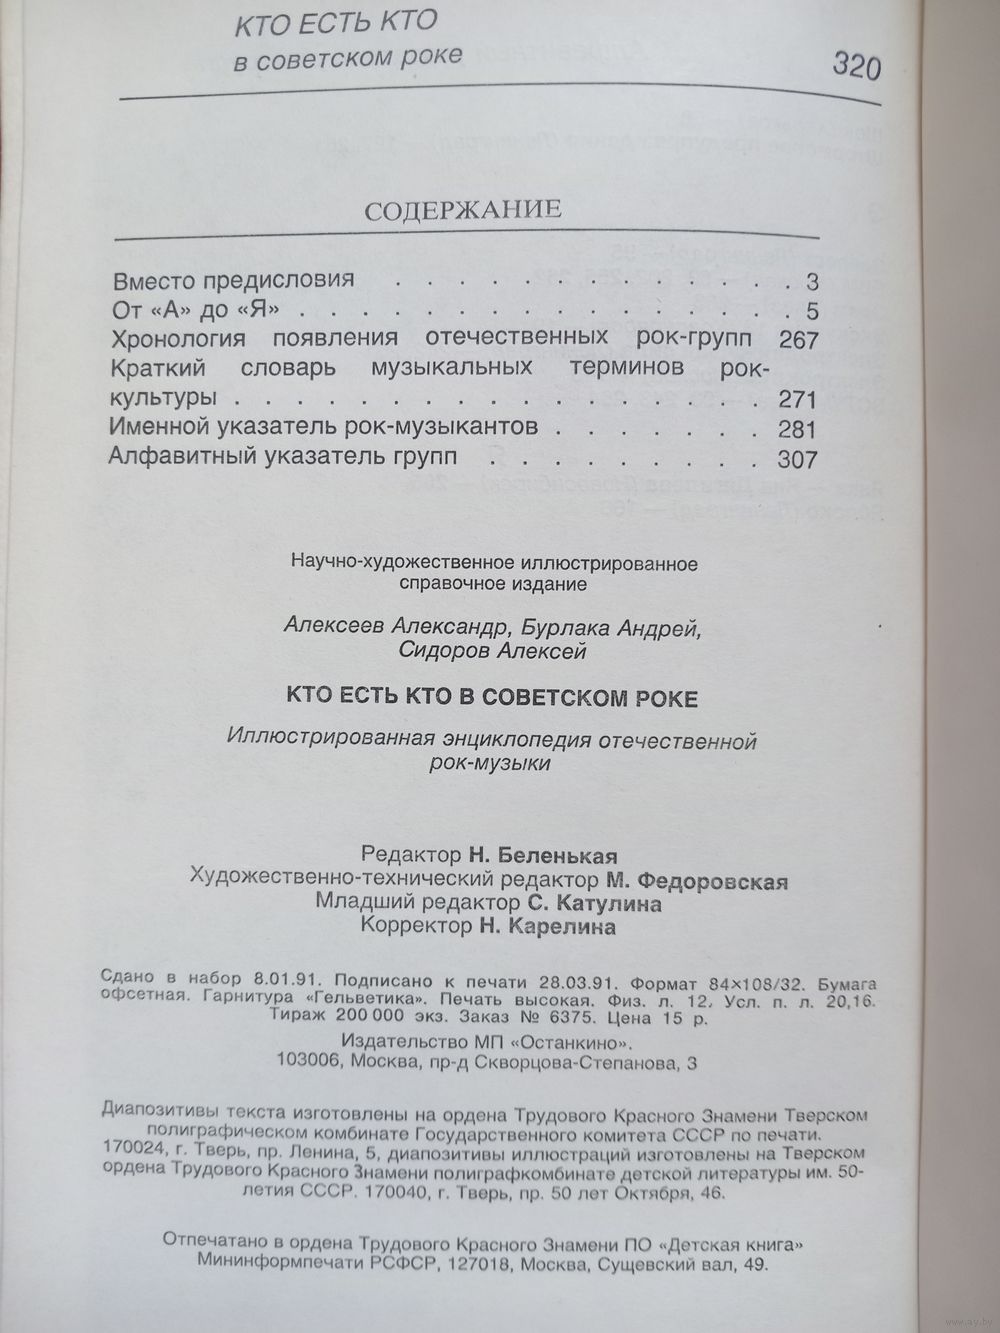 КТО ЕСТЬ КТО
в советском роке
320
СОДЕРЖАНИЕ
Вместо предисловия . . . . . . . . . . . . . 3
От «А» до «Я» . . . . . . . . . . . . . . . . 5
Хронология появления отечественных рок-групп 267
Краткий словарь музыкальных терминов рок-
культуры . . . . . . . . . . . . . . . . . 271
Именной указатель рок-музыкантов . . . . . . . 281
Алфавитный указатель групп . . . . . . . . . 307
Научно-художественное иллюстрированное
справочное издание
Алексеев Александр, Бурлака Андрей,
Сидоров Алексей
КТО ЕСТЬ КТО В СОВЕТСКОМ РОКЕ
Иллюстрированная энциклопедия отечественной
рок-музыки
Редактор Н. Беленькая
Художественно-технический редактор М. Федоровская
Младший редактор С. Катулина
Корректор Н. Карелина
Сдано в набор 8.01.91. Подписано к печати 28.03.91. Формат 84×108/32. Бумага
офсетная. Гарнитура «Гельветика». Печать высокая. Физ. л. 12. Усл. п. л. 20,16.
Тираж 200 000 экз. Заказ № 6375. Цена 15 р.
Издательство МП «Останкино».
103006, Москва, пр-д Скворцова-Степанова, 3
Диапозитивы текста изготовлены на ордена Трудового Красного Знамени Тверском
полиграфическом комбинате Государственного комитета СССР по печати.
170024, г. Тверь, пр. Ленина, 5, диапозитивы иллюстраций изготовлены на Тверском
ордена Трудового Красного Знамени полиграфкомбинате детской литературы им. 50-
летия СССР. 170040, г. Тверь, пр. 50 лет Октября, 46.
Отпечатано в ордена Трудового Красного Знамени ПО «Детская книга»
Мининформпечати РСФСР, 127018, Москва, Сущевский вал, 49.
www.ay.by